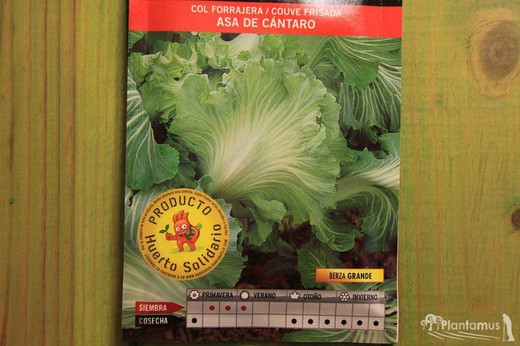 COL FORRAJERA / COUVE FRISADA
ASA DE CÁNTARO
PRODUCTO
Huerto Solidario
BERZA GRANDE
PRIMAVERA VERANO OTOÑO INVIERNO
SIEMBRA
COSECHA
Plantamus